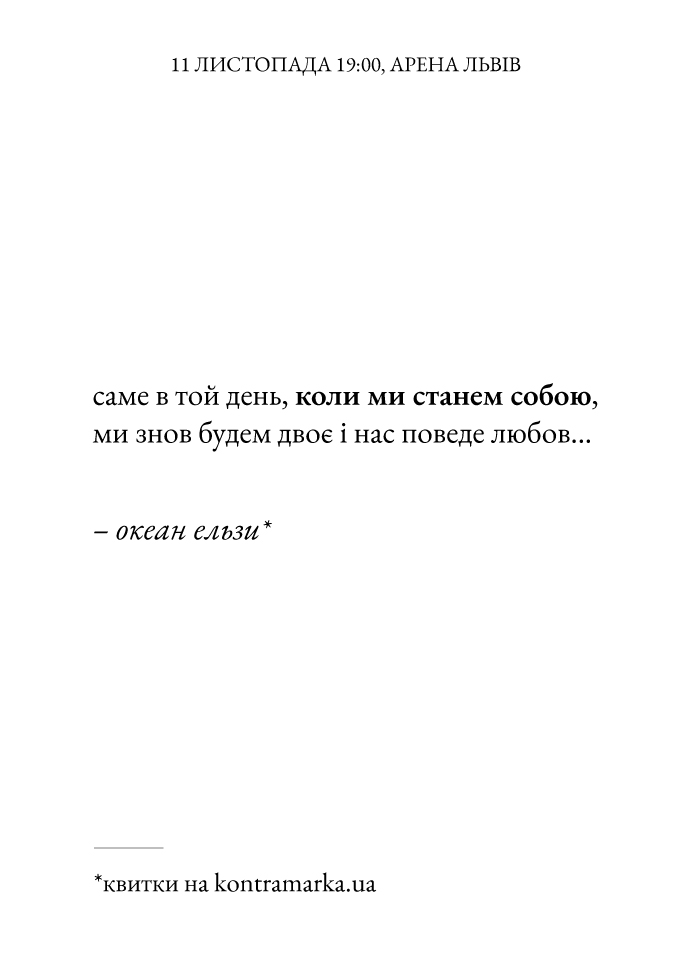 11 ЛИСТОПАДА 19:00, АРЕНА ЛЬВІВ
саме в той день, коли ми станем собою,
ми знов будем двоє і нас поведе любов...
– океан ельзи*
*квитки на kontramarka.ua